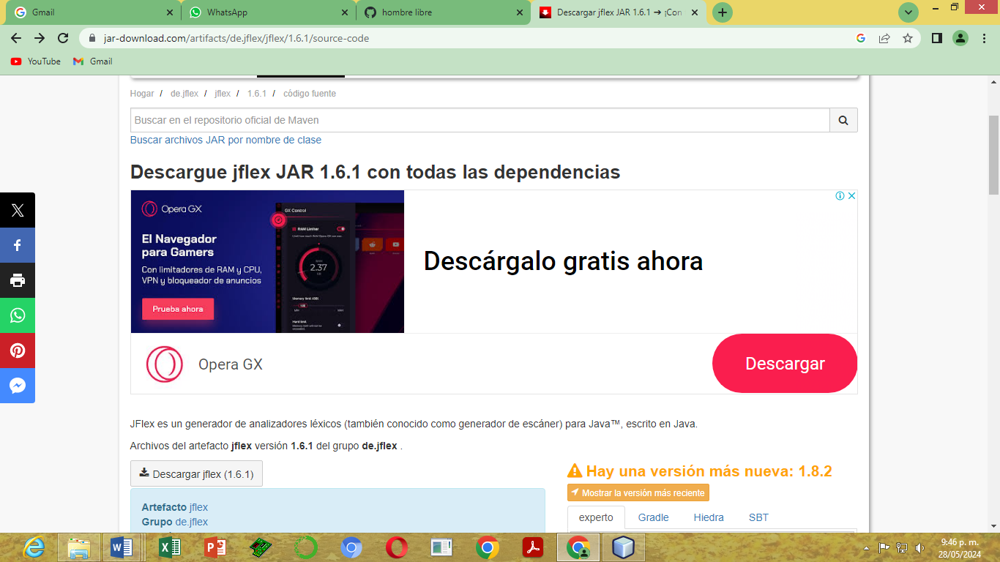 Gmail
WhatsApp
hombre libre
Descargar jflex JAR 1.6.1 ➔ ¡Con
jar-download.com/artifacts/de.jflex/jflex/1.6.1/source-code
YouTube
Gmail
Hogar / de.jflex / jflex / 1.6.1 / código fuente
Buscar en el repositorio oficial de Maven
Buscar archivos JAR por nombre de clase
Descargue jflex JAR 1.6.1 con todas las dependencias
Opera GX
El Navegador
para Gamers
Con limitadores de RAM y CPU,
VPN y bloqueador de anuncios
Prueba ahora
GX Control
RAM Limiter
2.37
Memory limit (GB)
Hard limit
Descárgalo gratis ahora
Opera GX
Descargar
JFlex es un generador de analizadores léxicos (también conocido como generador de escáner) para Java™, escrito en Java.
Archivos del artefacto jflex versión 1.6.1 del grupo de.jflex .
Descargar jflex (1.6.1)
Artefacto jflex
Grupo de.jflex
Hay una versión más nueva: 1.8.2
Mostrar la versión más reciente
experto
Gradle
Hiedra
SBT
9:46 p. m.
28/05/2024